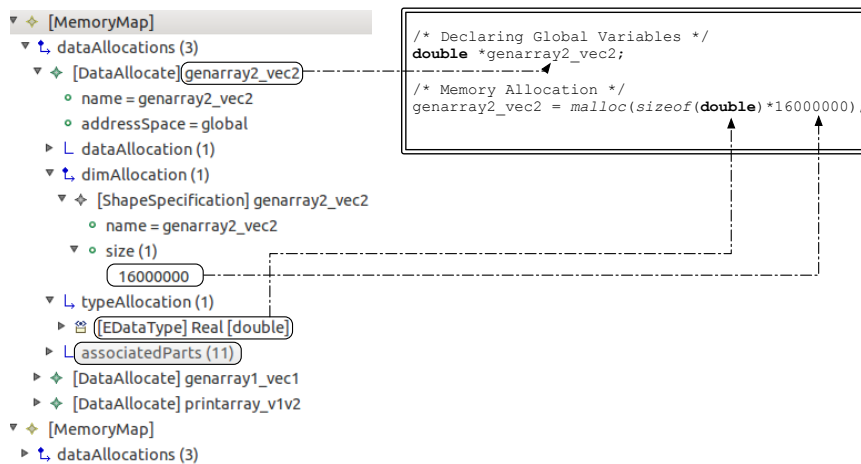 [MemoryMap]
dataAllocations (3)
[DataAllocate] genarray2_vec2
name = genarray2_vec2
addressSpace = global
dataAllocation (1)
dimAllocation (1)
[ShapeSpecification] genarray2_vec2
name = genarray2_vec2
size (1)
16000000
typeAllocation (1)
[EDataType] Real [double]
associatedParts (11)
[DataAllocate] genarray1_vec1
[DataAllocate] printarray_v1v2
[MemoryMap]
dataAllocations (3)
/* Declaring Global Variables */
double *genarray2_vec2;
/* Memory Allocation */
genarray2_vec2 = malloc(sizeof(double)*16000000)